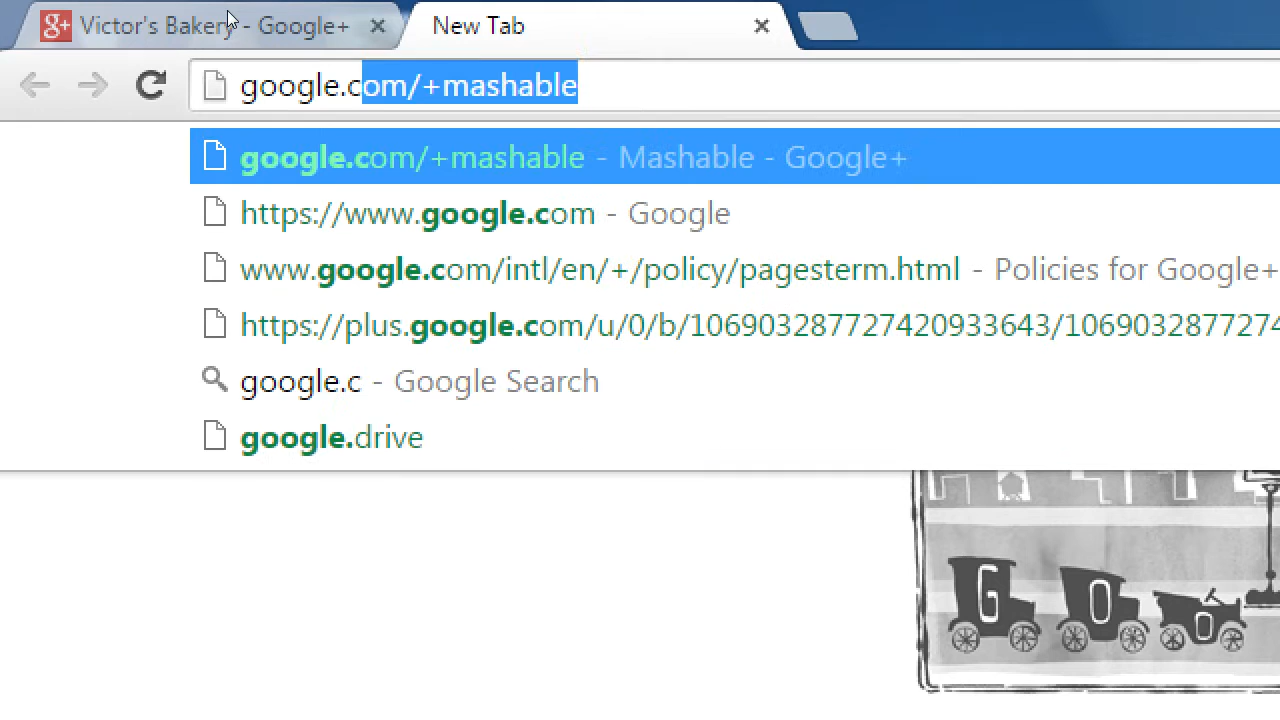 g+ Victor's Bakery - Google+ New Tab
google.com/+mashable
google.com/+mashable - Mashable - Google+
https://www.google.com - Google
www.google.com/intl/en/+/policy/pagesterm.html - Policies for Google+
https://plus.google.com/u/0/b/106903287727420933643/1069032877274
google.c - Google Search
google.drive
G O O